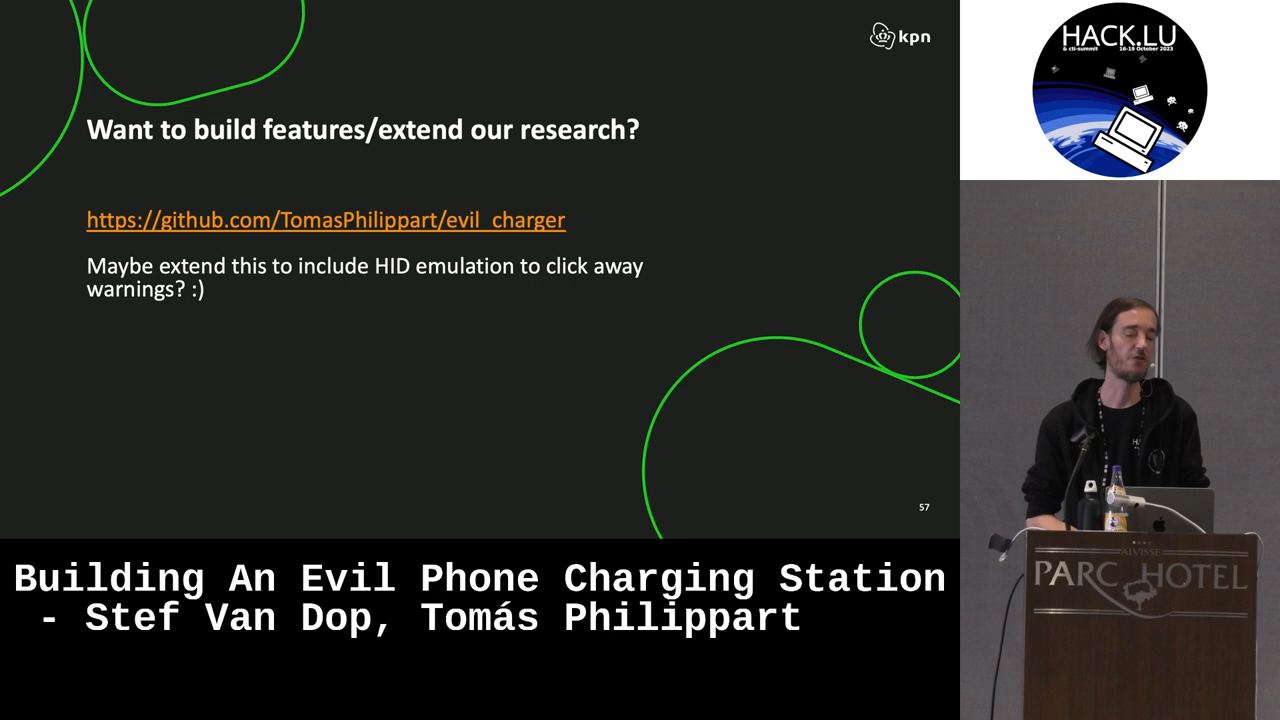 kpn
Want to build features/extend our research?
https://github.com/TomasPhilippart/evil_charger
Maybe extend this to include HID emulation to click away
warnings? :)
57
HACK.LU
& cti-summit 16-19 October 2023
ALVISSE
PARC HOTEL
Building An Evil Phone Charging Station
- Stef Van Dop, Tomás Philippart